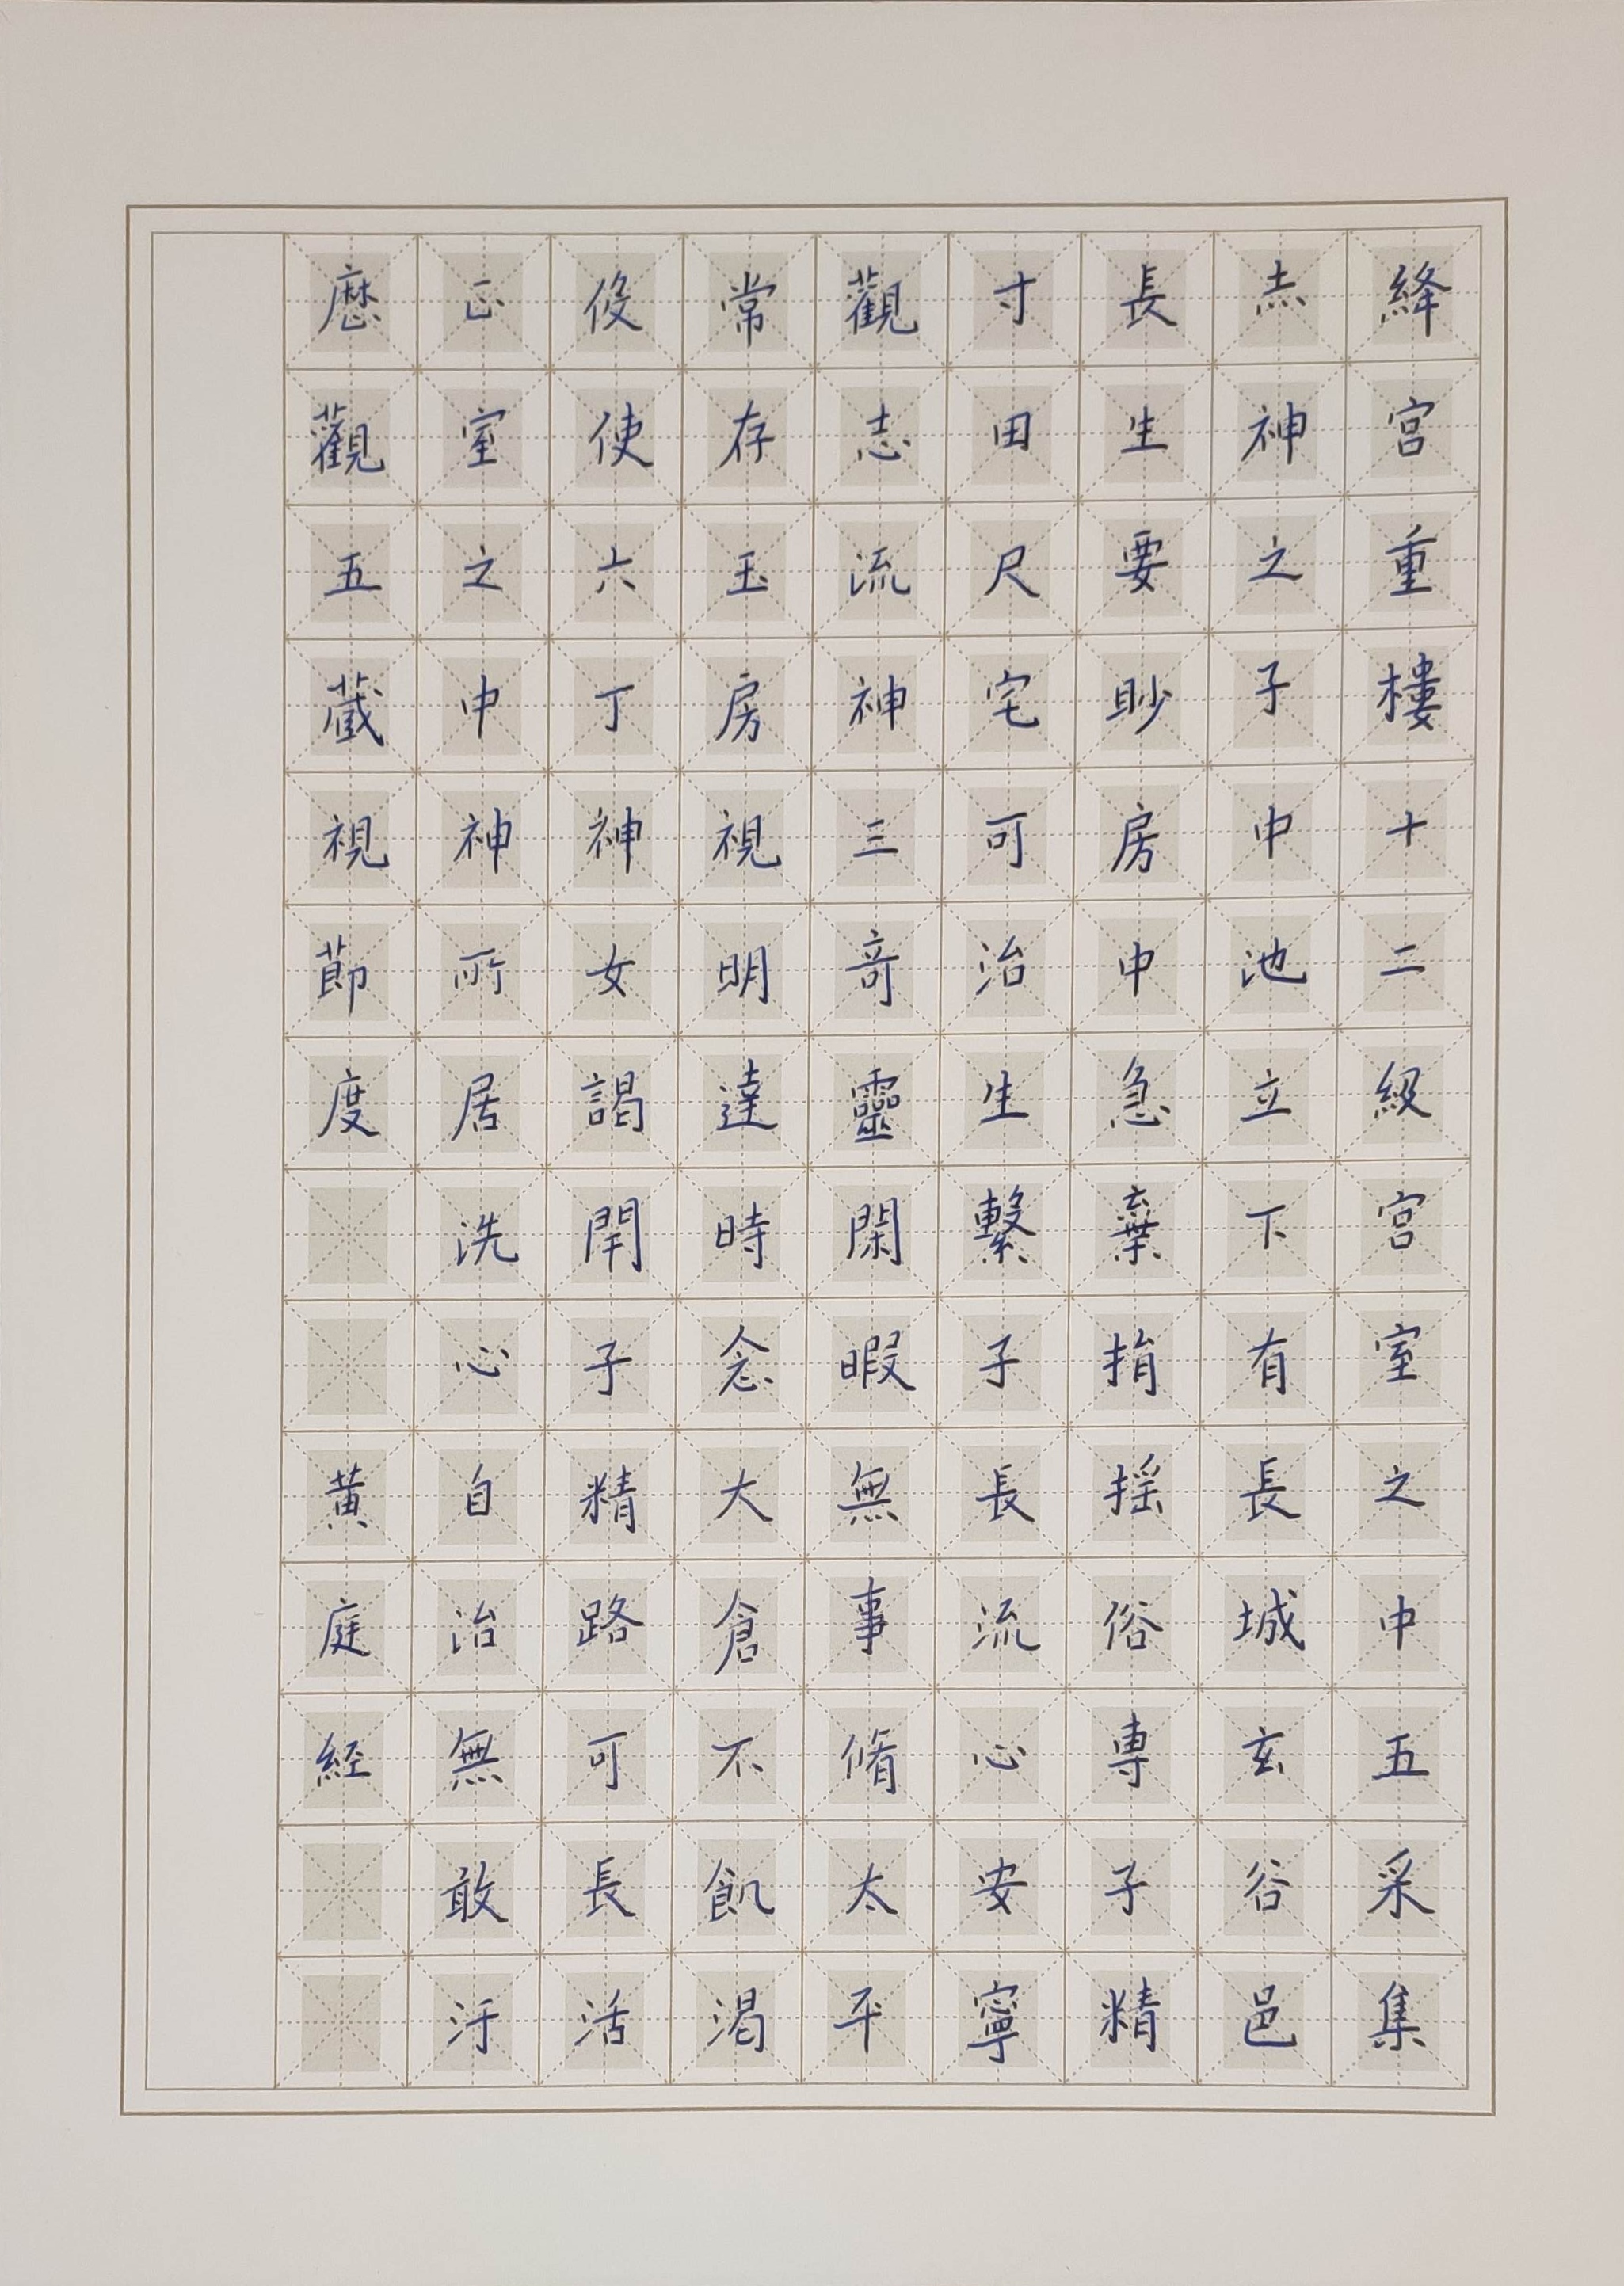 絳宮重樓十二級宮室之中五采集
赤神之子中池立下有長城玄谷邑
長生要眇房中急棄捐搖俗專子精
寸田尺宅可治生繫子長流心安寧
觀志流神三奇靈閑暇無事脩太平
常存玉房視明達時念大倉不飢渴
役使六丁神女謁閇子精路可長活
正室之中神所居洗心自治無敢汙
歷觀五藏視節度
黃庭経